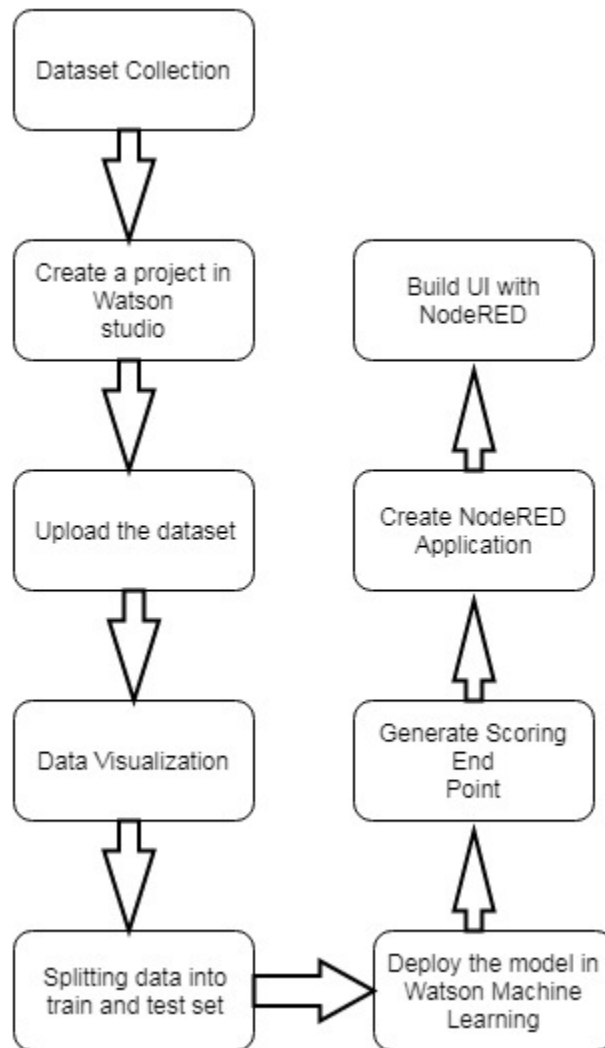 Dataset Collection
Create a project in
Watson
studio
Upload the dataset
Data Visualization
Splitting data into
train and test set
Deploy the model in
Watson Machine
Learning
Generate Scoring
End
Point
Create NodeRED
Application
Build UI with
NodeRED